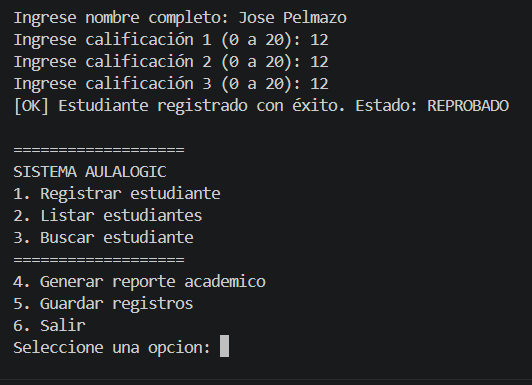 Ingrese nombre completo: Jose Pelmazo
Ingrese calificación 1 (0 a 20): 12
Ingrese calificación 2 (0 a 20): 12
Ingrese calificación 3 (0 a 20): 12
[OK] Estudiante registrado con éxito. Estado: REPROBADO
===================
SISTEMA AULALOGIC
1. Registrar estudiante
2. Listar estudiantes
3. Buscar estudiante
===================
4. Generar reporte academico
5. Guardar registros
6. Salir
Seleccione una opcion: